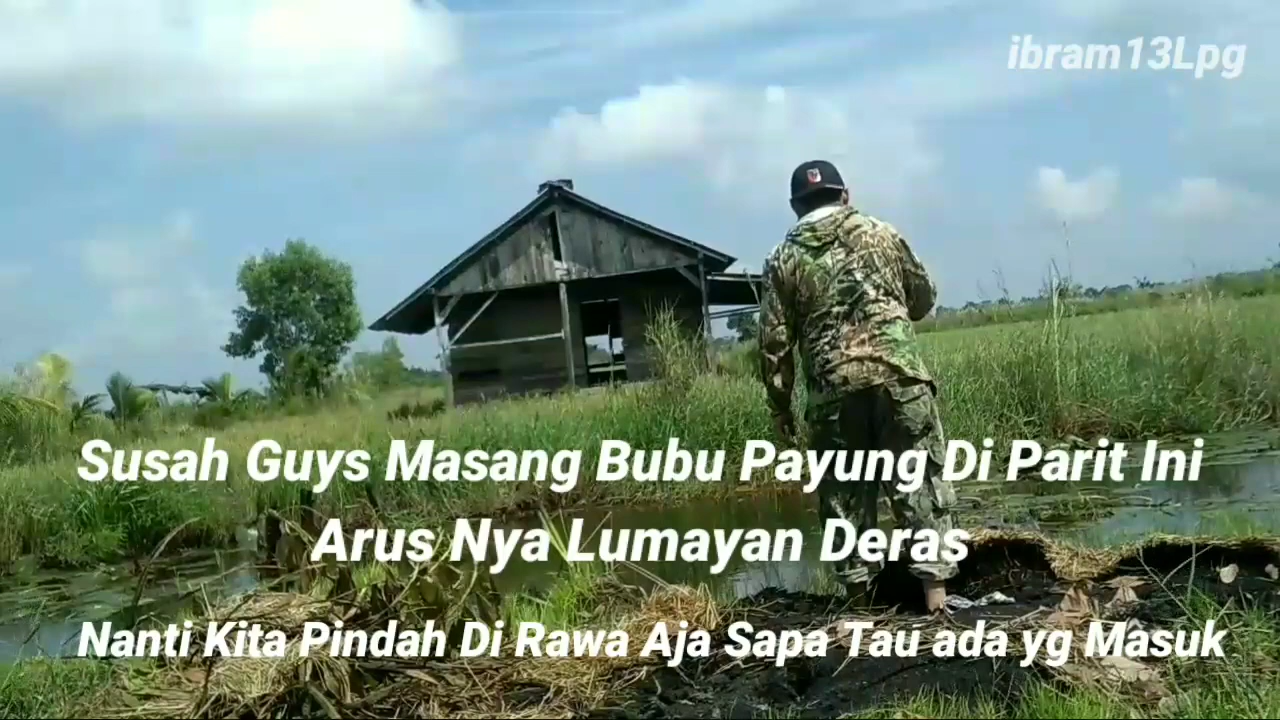 ibram13Lpg
Susah Guys Masang Bubu Payung Di Parit Ini
Arus Nya Lumayan Deras
Nanti Kita Pindah Di Rawa Aja Sapa Tau ada yg Masuk